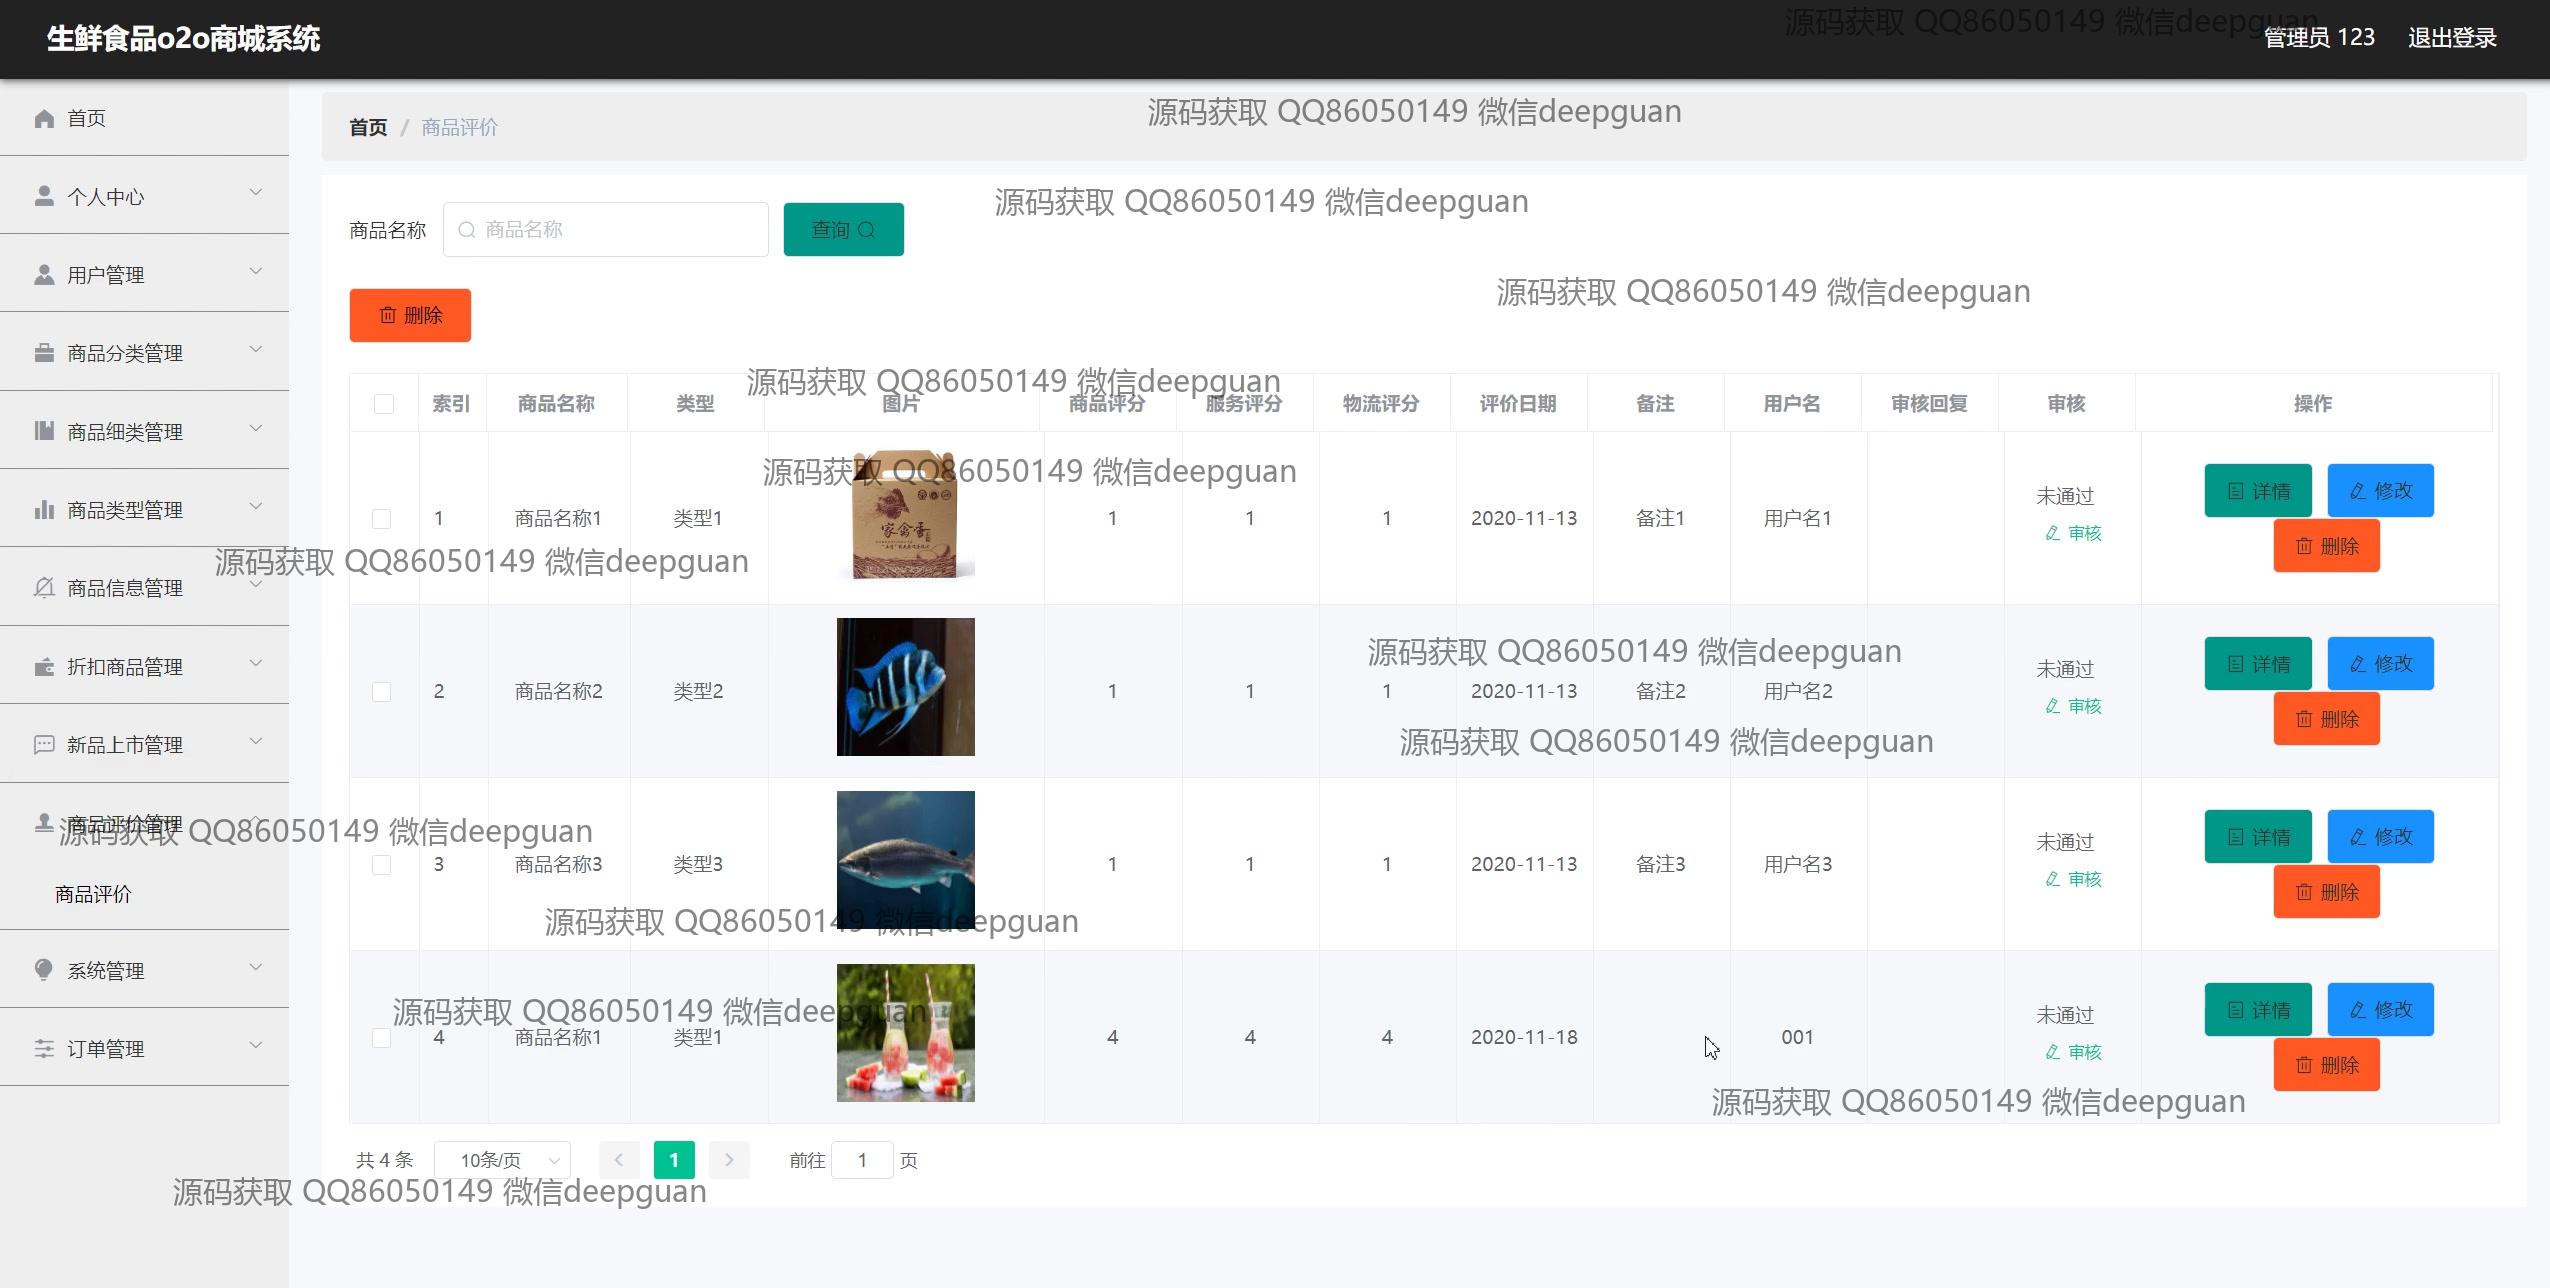 生鲜食品o2o商城系统
源码获取 QQ86050149 微信deepguan
管理员 123
退出登录
首页
个人中心
用户管理
商品分类管理
商品细类管理
商品类型管理
商品信息管理
折扣商品管理
新品上市管理
商品评价管理
商品评价
系统管理
订单管理
首页 / 商品评价
源码获取 QQ86050149 微信deepguan
源码获取 QQ86050149 微信deepguan
商品名称 商品名称 查询
源码获取 QQ86050149 微信deepguan
删除
源码获取 QQ86050149 微信deepguan
索引 商品名称 类型 图片 商品评分 服务评分 物流评分 评价日期 备注 用户名 审核回复 审核 操作
源码获取 QQ86050149 微信deepguan
家禽蛋
1 商品名称1 类型1 1 1 1 2020-11-13 备注1 用户名1 未通过 审核 详情 修改 删除
源码获取 QQ86050149 微信deepguan
源码获取 QQ86050149 微信deepguan
2 商品名称2 类型2 1 1 1 2020-11-13 备注2 用户名2 未通过 审核 详情 修改 删除
源码获取 QQ86050149 微信deepguan
源码获取 QQ86050149 微信deepguan
3 商品名称3 类型3 1 1 1 2020-11-13 备注3 用户名3 未通过 审核 详情 修改 删除
源码获取 QQ86050149 微信deepguan
源码获取 QQ86050149 微信deepguan
4 商品名称1 类型1 4 4 4 2020-11-18 001 未通过 审核 详情 修改 删除
源码获取 QQ86050149 微信deepguan
共 4 条 10条/页 1 前往 1 页
源码获取 QQ86050149 微信deepguan